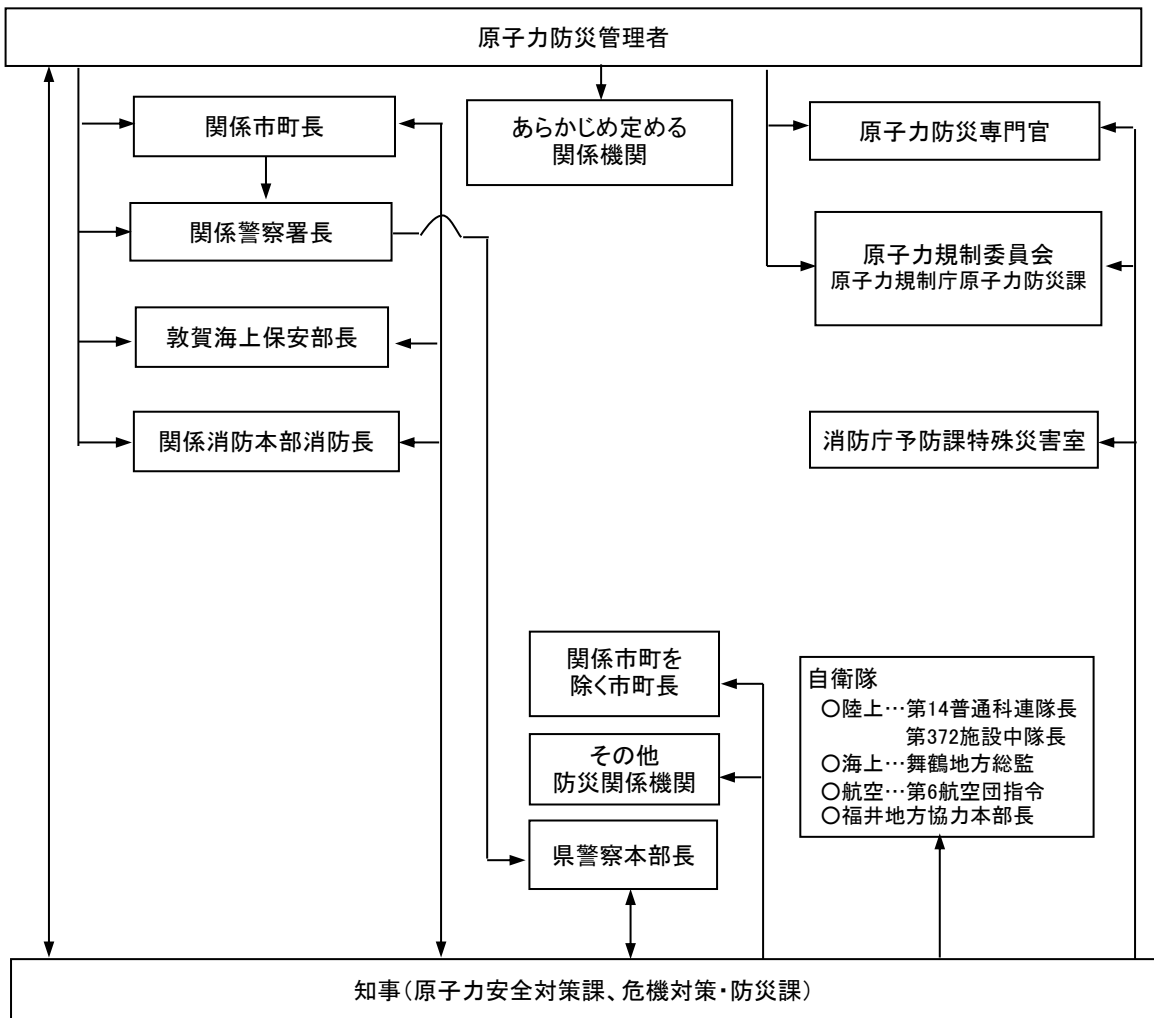 原子力防災管理者
関係市町長
あらかじめ定める
関係機関
原子力防災専門官
関係警察署長
原子力規制委員会
原子力規制庁原子力防災課
敦賀海上保安部長
関係消防本部消防長
消防庁予防課特殊災害室
関係市町を
除く市町長
その他
防災関係機関
県警察本部長
自衛隊
○陸上…第14普通科連隊長
第372施設中隊長
○海上…舞鶴地方総監
○航空…第6航空団指令
○福井地方協力本部長
知事(原子力安全対策課、危機対策・防災課)